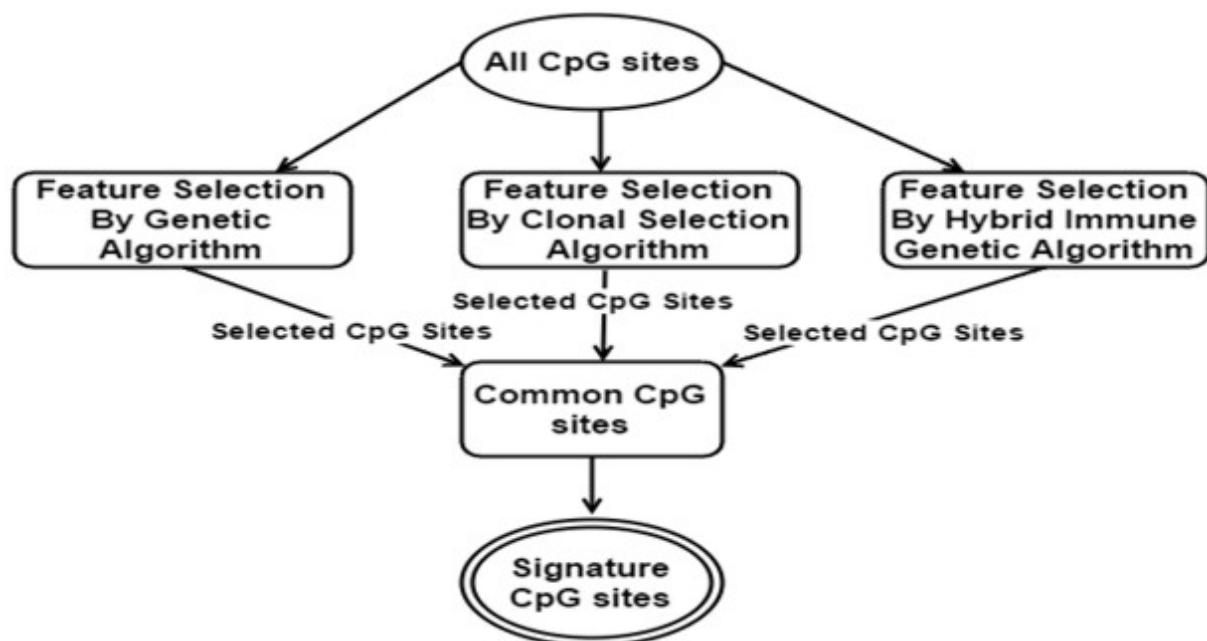 All CpG sites
Feature Selection
By Genetic
Algorithm
Feature Selection
By Clonal Selection
Algorithm
Feature Selection
By Hybrid Immune
Genetic Algorithm
Selected CpG Sites
Selected CpG Sites
Selected CpG Sites
Common CpG
sites
Signature
CpG sites